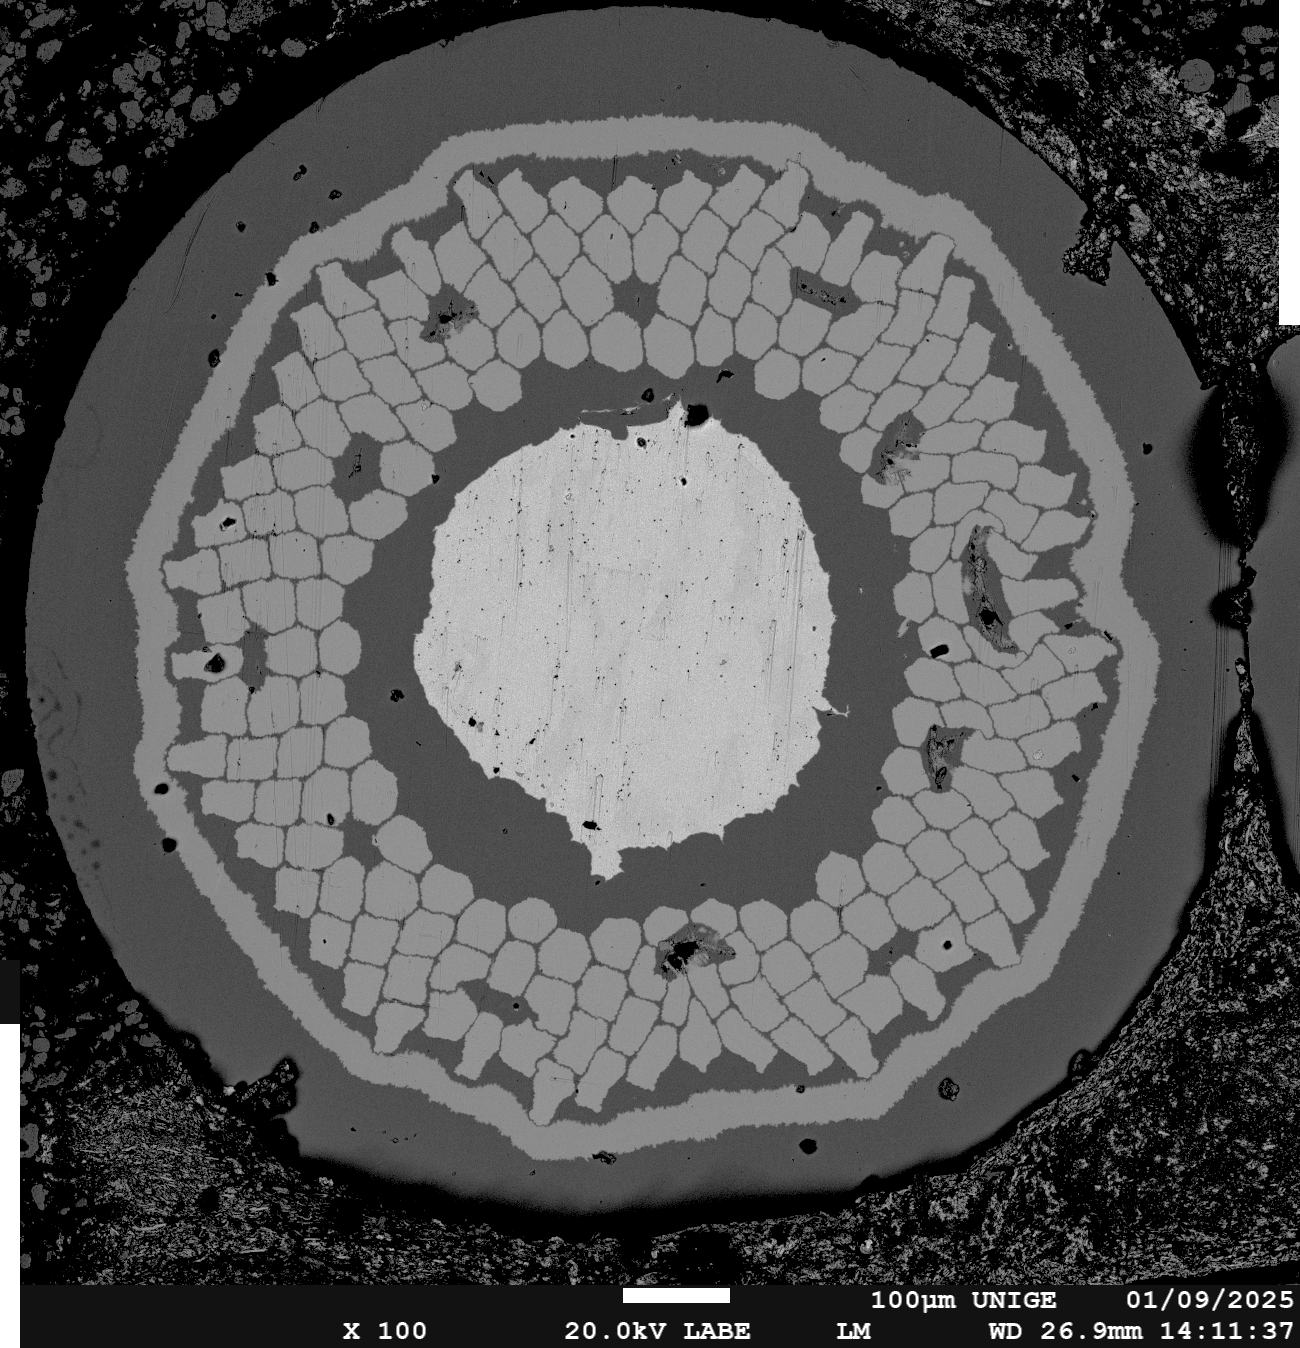 100µm UNIGE 01/09/2025
X 100 20.0kV LABE LM WD 26.9mm 14:11:37